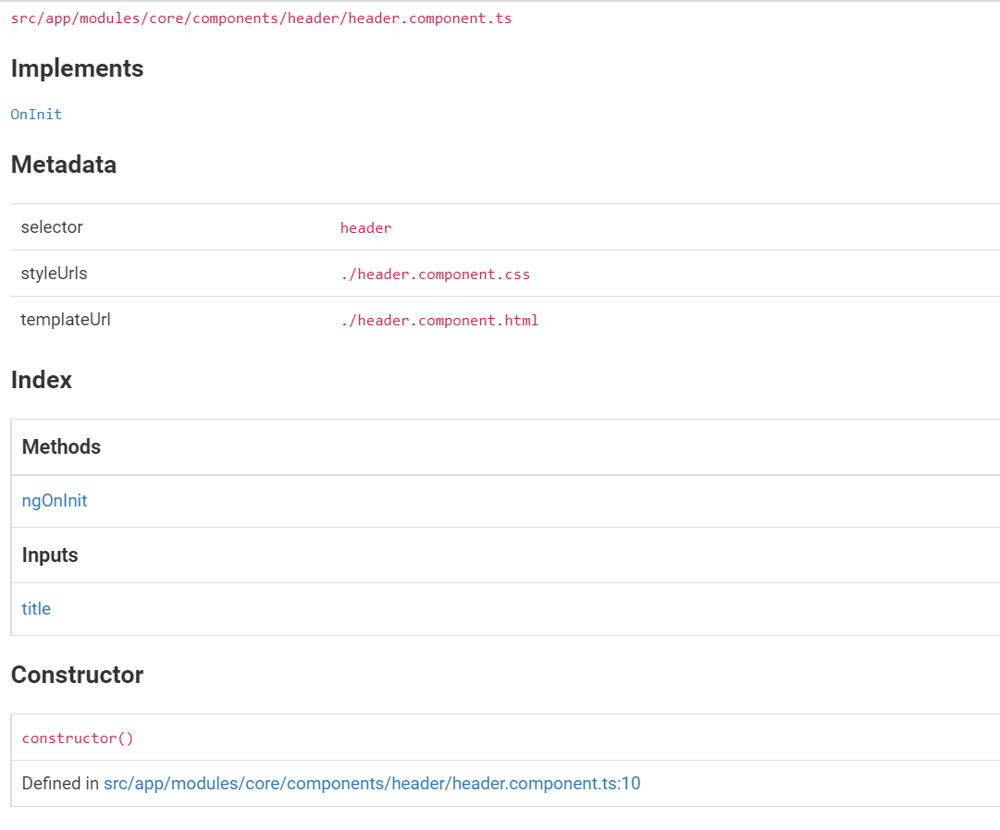 src/app/modules/core/components/header/header.component.ts
Implements
OnInit
Metadata
selector header
styleUrls ./header.component.css
templateUrl ./header.component.html
Index
Methods
ngOnInit
Inputs
title
Constructor
constructor()
Defined in src/app/modules/core/components/header/header.component.ts:10